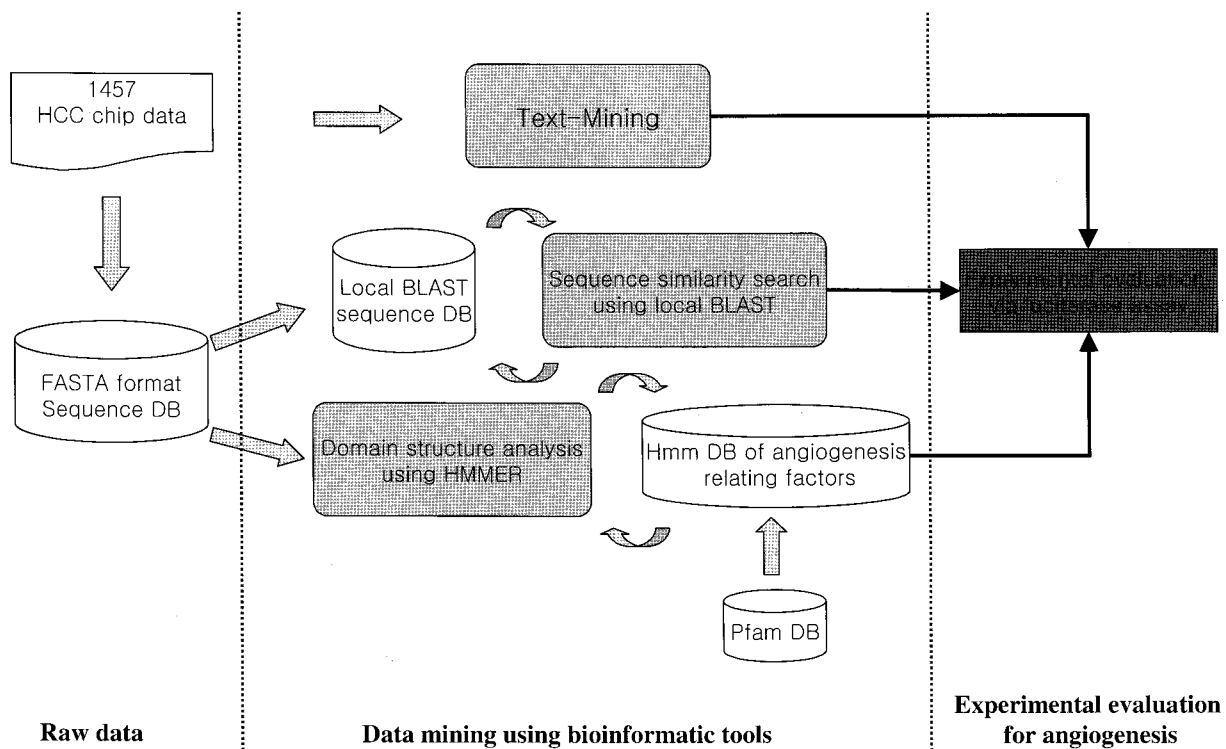 1457
HCC chip data
Text-Mining
Local BLAST
sequence DB
Sequence similarity search
using local BLAST
FASTA format
Sequence DB
Domain structure analysis
using HMMER
Hmm DB of angiogenesis
relating factors
Pfam DB
Raw data
Data mining using bioinformatic tools
Experimental evaluation
for angiogenesis